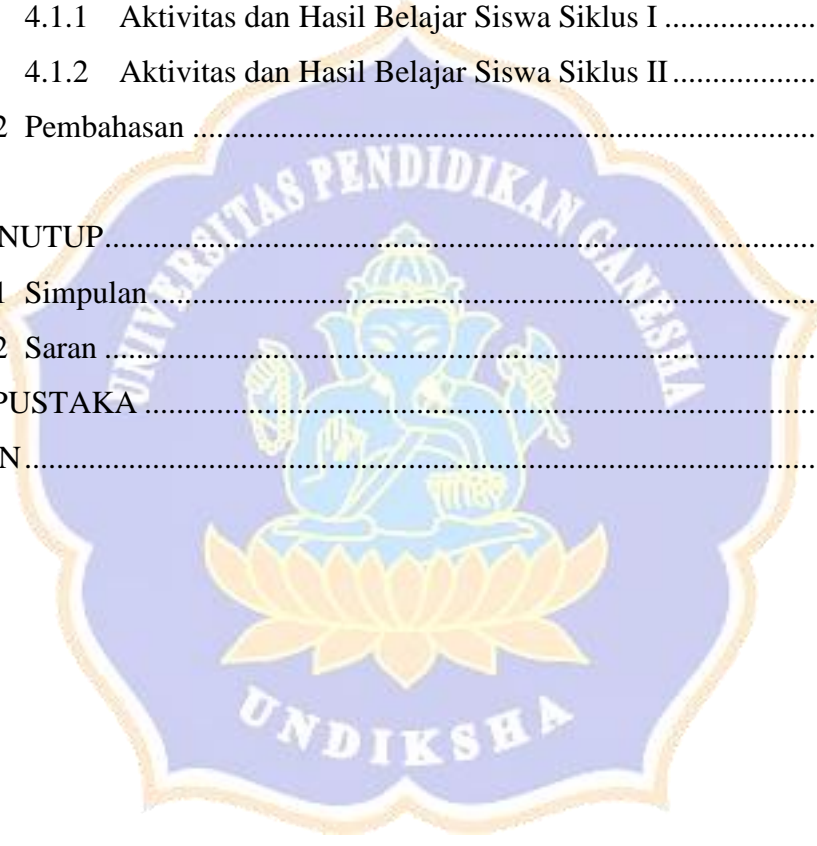 4.1.1 Aktivitas dan Hasil Belajar Siswa Siklus I ...................
4.1.2 Aktivitas dan Hasil Belajar Siswa Siklus II ..................
2 Pembahasan ..............................................................................
NUTUP.........................................................................................
1 Simpulan ...................................................................................
2 Saran .........................................................................................
PUSTAKA ....................................................................................
N...................................................................................................
UNIVERSITAS PENDIDIKAN GANESHA
UNDIKSHA